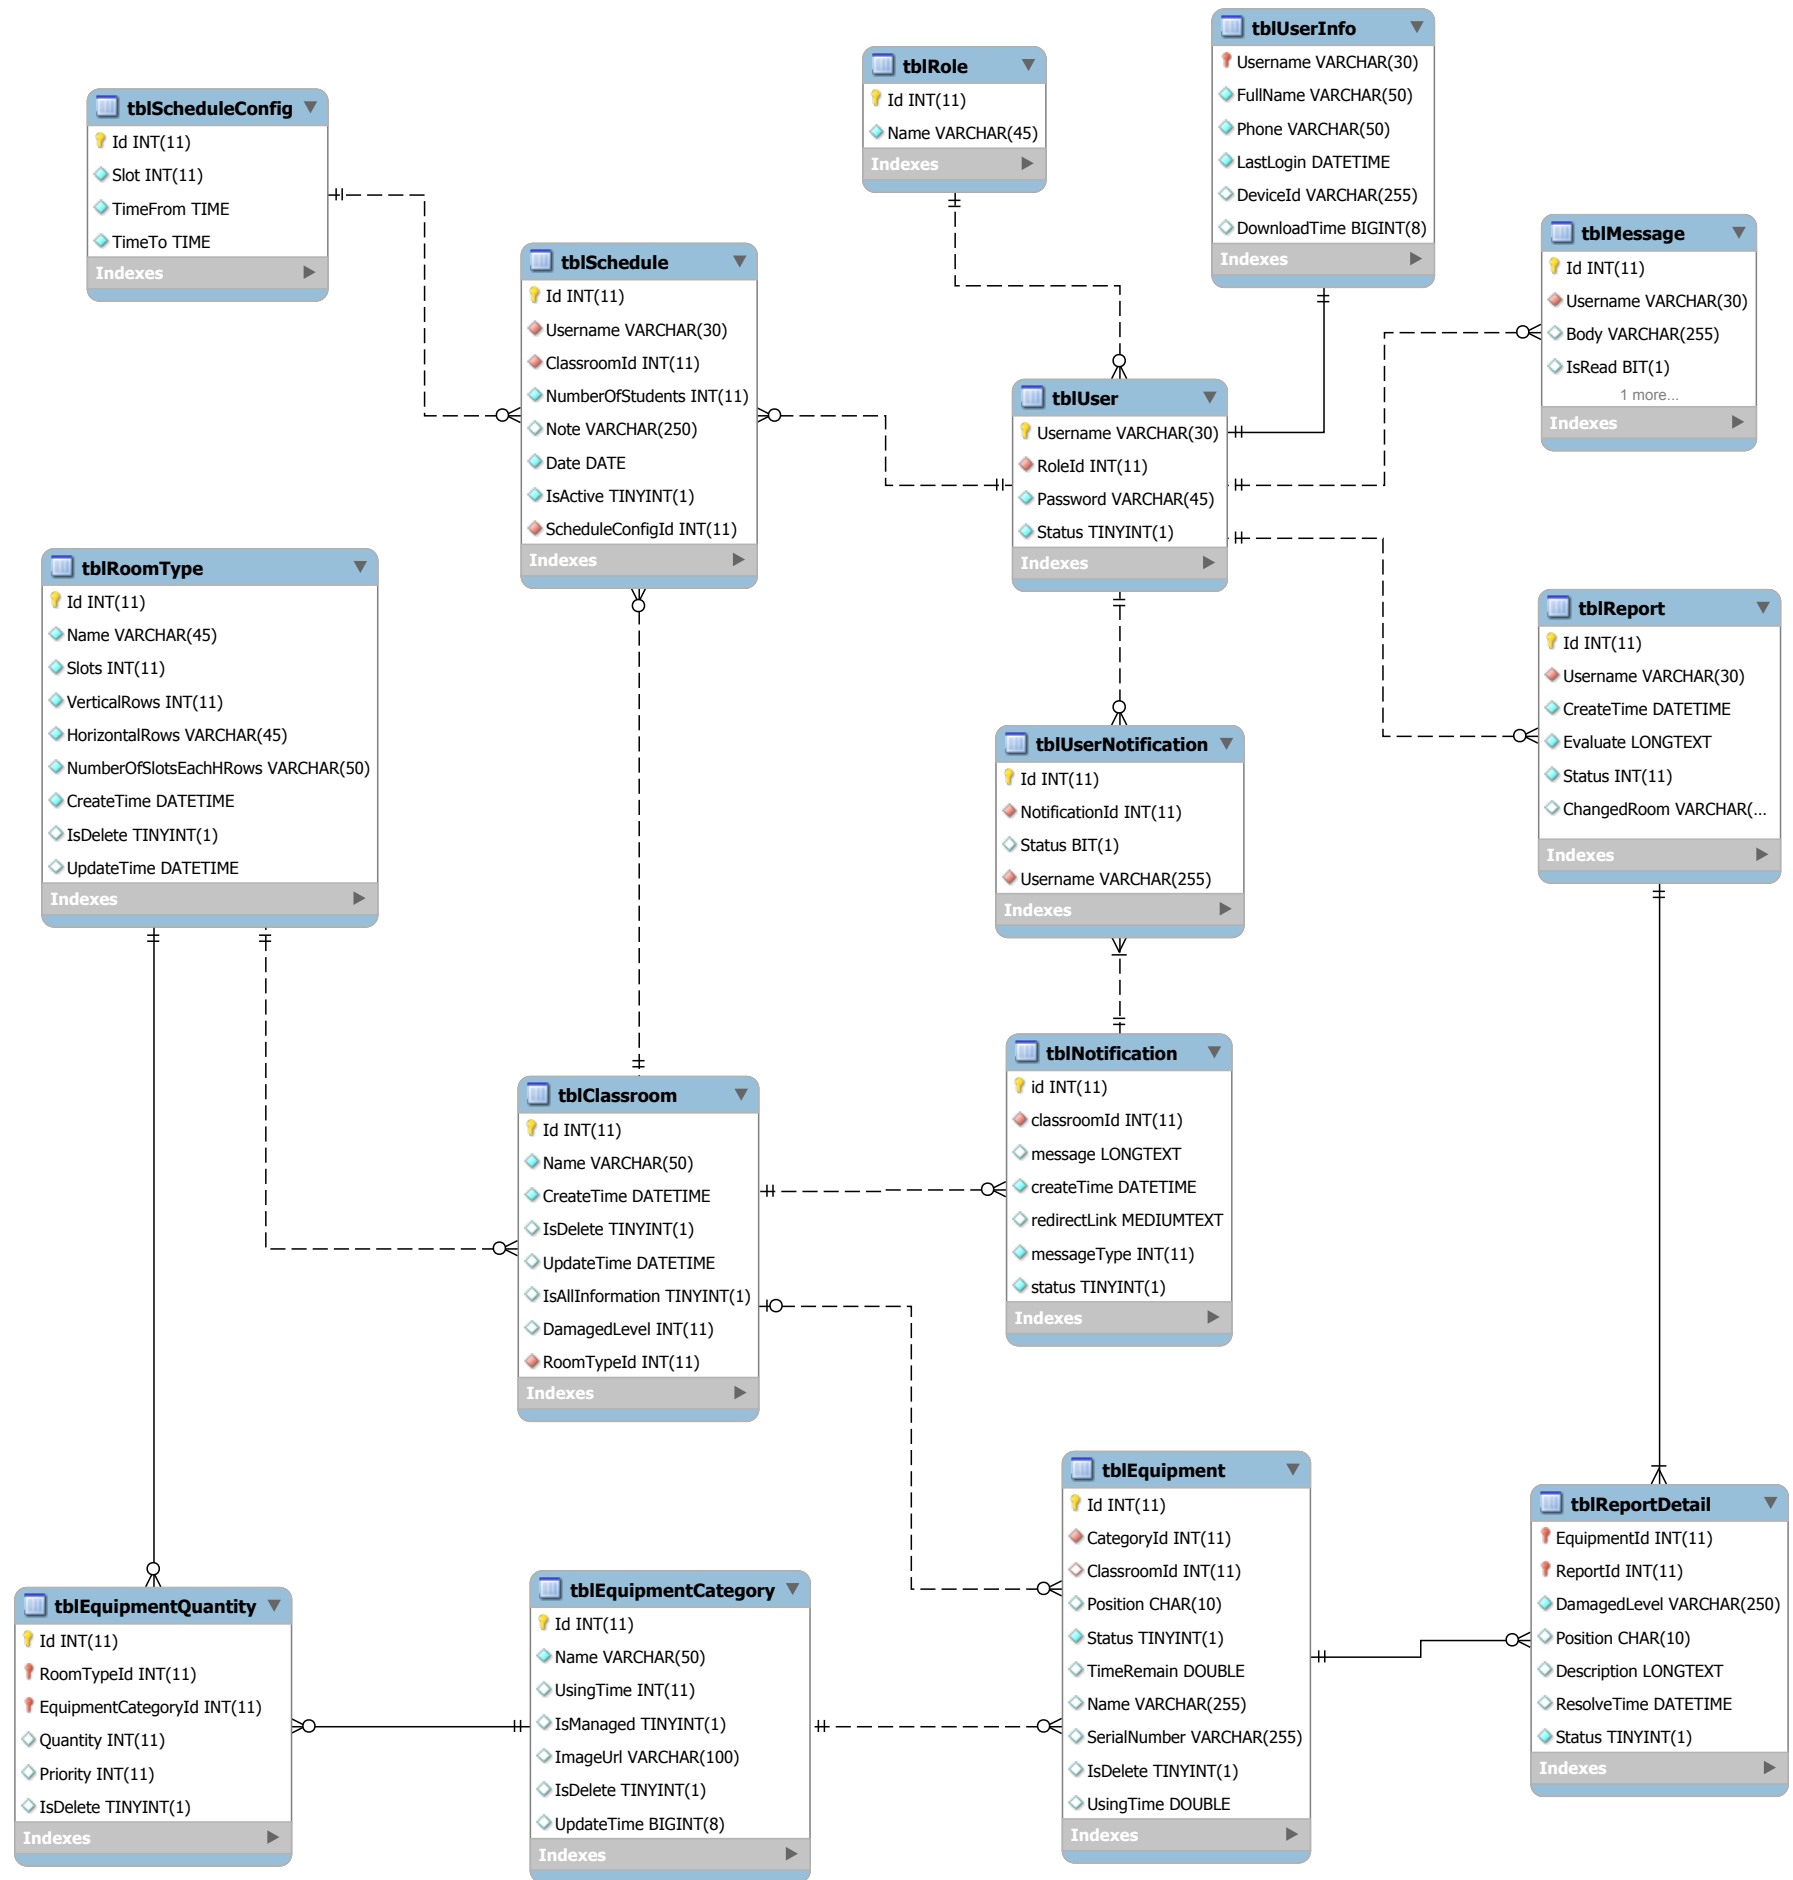 tblUserInfo
Username VARCHAR(30)
FullName VARCHAR(50)
Phone VARCHAR(50)
LastLogin DATETIME
DeviceId VARCHAR(255)
DownloadTime BIGINT(8)
Indexes
tblRole
Id INT(11)
Name VARCHAR(45)
Indexes
tblScheduleConfig
Id INT(11)
Slot INT(11)
TimeFrom TIME
TimeTo TIME
Indexes
tblSchedule
Id INT(11)
Username VARCHAR(30)
ClassroomId INT(11)
NumberOfStudents INT(11)
Note VARCHAR(250)
Date DATE
IsActive TINYINT(1)
ScheduleConfigId INT(11)
Indexes
tblMessage
Id INT(11)
Username VARCHAR(30)
Body VARCHAR(255)
IsRead BIT(1)
1 more...
Indexes
tblUser
Username VARCHAR(30)
RoleId INT(11)
Password VARCHAR(45)
Status TINYINT(1)
Indexes
tblRoomType
Id INT(11)
Name VARCHAR(45)
Slots INT(11)
VerticalRows INT(11)
HorizontalRows VARCHAR(45)
NumberOfSlotsEachHRows VARCHAR(50)
CreateTime DATETIME
IsDelete TINYINT(1)
UpdateTime DATETIME
Indexes
tblReport
Id INT(11)
Username VARCHAR(30)
CreateTime DATETIME
Evaluate LONGTEXT
Status INT(11)
ChangedRoom VARCHAR(...
Indexes
tblUserNotification
Id INT(11)
NotificationId INT(11)
Status BIT(1)
Username VARCHAR(255)
Indexes
tblNotification
id INT(11)
classroomId INT(11)
message LONGTEXT
createTime DATETIME
redirectLink MEDIUMTEXT
messageType INT(11)
status TINYINT(1)
Indexes
tblClassroom
Id INT(11)
Name VARCHAR(50)
CreateTime DATETIME
IsDelete TINYINT(1)
UpdateTime DATETIME
IsAllInformation TINYINT(1)
DamagedLevel INT(11)
RoomTypeId INT(11)
Indexes
tblEquipment
Id INT(11)
CategoryId INT(11)
ClassroomId INT(11)
Position CHAR(10)
Status TINYINT(1)
TimeRemain DOUBLE
Name VARCHAR(255)
SerialNumber VARCHAR(255)
IsDelete TINYINT(1)
UsingTime DOUBLE
Indexes
tblReportDetail
EquipmentId INT(11)
ReportId INT(11)
DamagedLevel VARCHAR(250)
Position CHAR(10)
Description LONGTEXT
ResolveTime DATETIME
Status TINYINT(1)
Indexes
tblEquipmentQuantity
Id INT(11)
RoomTypeId INT(11)
EquipmentCategoryId INT(11)
Quantity INT(11)
Priority INT(11)
IsDelete TINYINT(1)
Indexes
tblEquipmentCategory
Id INT(11)
Name VARCHAR(50)
UsingTime INT(11)
IsManaged TINYINT(1)
ImageUrl VARCHAR(100)
IsDelete TINYINT(1)
UpdateTime BIGINT(8)
Indexes